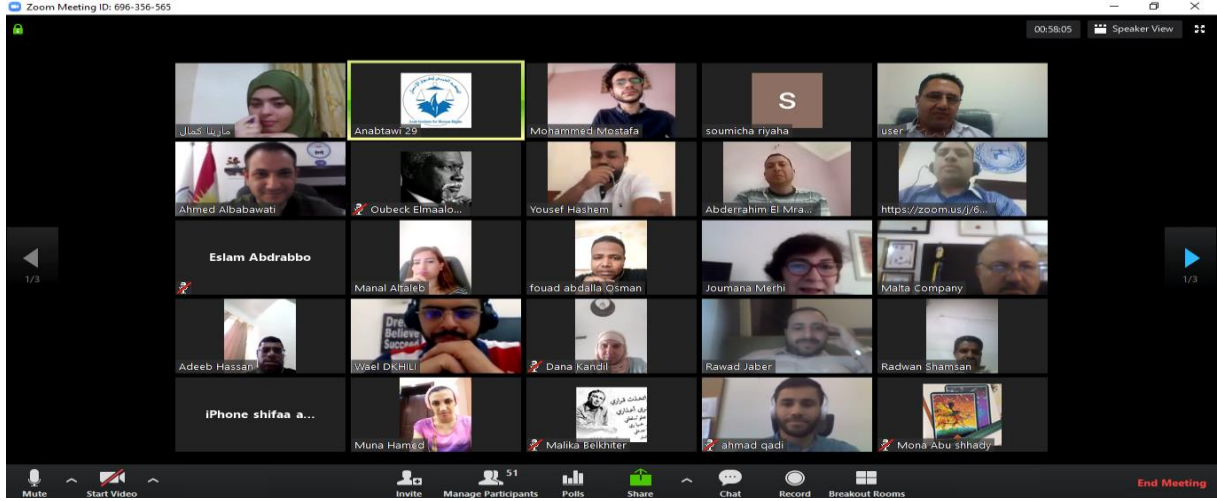 Zoom Meeting ID: 696-356-565
00:58:05
Speaker View
مازينا كمال
Anabtawi 29
Mohammed Mostafa
S
soumicha riyaha
user
Ahmed Albabawati
Oubeck Elmaalo...
Yousef Hashem
Abderrahim El Mra...
https://zoom.us/j/6...
1/3
Eslam Abdrabbo
Manal Altaleb
fouad abdalla Osman
Joumana Merhi
Malta Company
1/3
Adeeb Hassan
Dre
Believe
Succeed
Wael DKHILI
Dana Kandil
Rawad Jaber
Radwan Shamsan
iPhone shifaa a...
Muna Hamed
Malika Belkhiter
ahmad qadi
Mona Abu shhady
Mute
Start Video
Invite
51
Manage Participants
Polls
Share
Chat
Record
Breakout Rooms
End Meeting